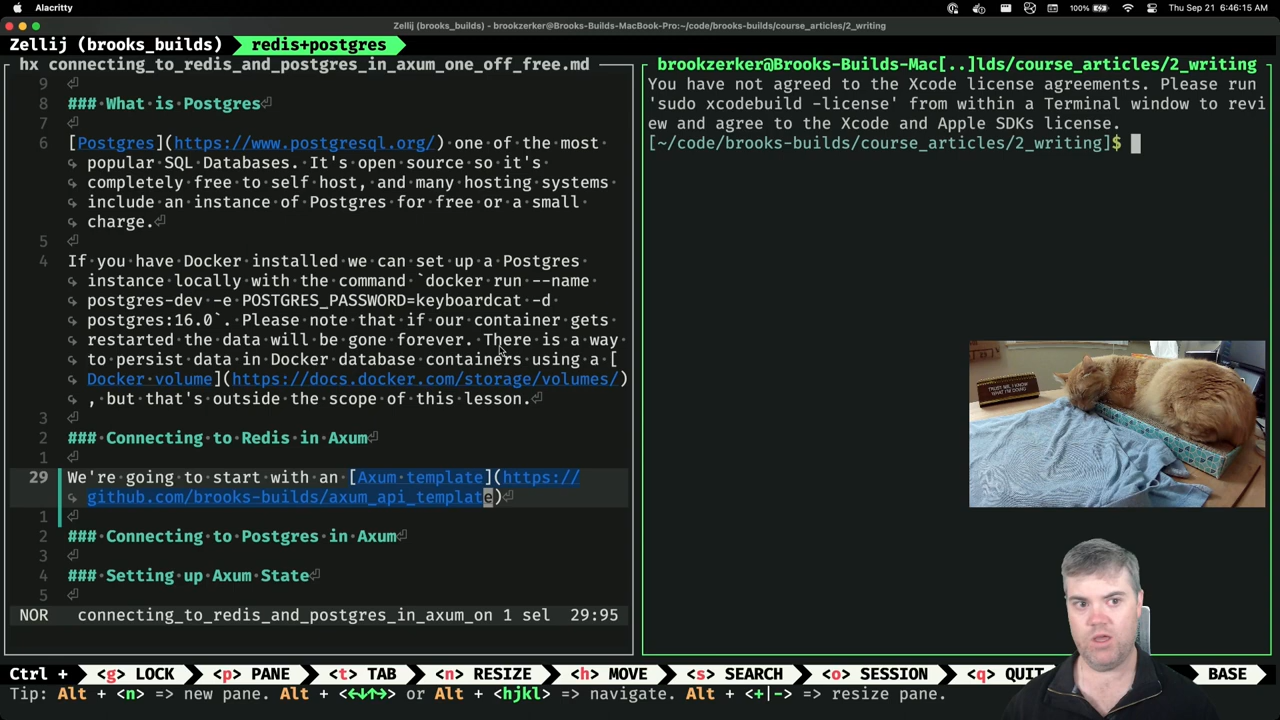 Alacritty
100%
Thu Sep 21 6:46:15 AM
Zellij (brooks_builds) - brookzerker@Brooks-Builds-MacBook-Pro:~/code/brooks-builds/course_articles/2_writing
Zellij (brooks_builds) redis+postgres
hx connecting_to_redis_and_postgres_in_axum_one_off_free.md
9 ⏎
8 ###·What·is·Postgres⏎
7 ⏎
6 [Postgres](https://www.postgresql.org/)·one·of·the·most·
↪ popular·SQL·Databases.·It's·open·source·so·it's·
↪ completely·free·to·self·host,·and·many·hosting·systems·
↪ include·an·instance·of·Postgres·for·free·or·a·small·
↪ charge.⏎
5 ⏎
4 If·you·have·Docker·installed·we·can·set·up·a·Postgres·
↪ instance·locally·with·the·command·`docker·run·--name·
↪ postgres-dev·-e·POSTGRES_PASSWORD=keyboardcat·-d·
↪ postgres:16.0`.·Please·note·that·if·our·container·gets·
↪ restarted·the·data·will·be·gone·forever.·There·is·a·way·
↪ to·persist·data·in·Docker·database·containers·using·a·[
↪ Docker·volume](https://docs.docker.com/storage/volumes/)
↪ ,·but·that's·outside·the·scope·of·this·lesson.⏎
3 ⏎
2 ###·Connecting·to·Redis·in·Axum⏎
1 ⏎
29 We're·going·to·start·with·an·[Axum·template](https://
↪ github.com/brooks-builds/axum_api_template)⏎
1 ⏎
2 ###·Connecting·to·Postgres·in·Axum⏎
3 ⏎
4 ###·Setting·up·Axum·State⏎
5 ⏎
NOR connecting_to_redis_and_postgres_in_axum_on 1 sel 29:95
brookzerker@Brooks-Builds-Mac[..]lds/course_articles/2_writing
You have not agreed to the Xcode license agreements. Please run
'sudo xcodebuild -license' from within a Terminal window to revi
ew and agree to the Xcode and Apple SDKs license.
[~/code/brooks-builds/course_articles/2_writing]$
TRUST ME, I KNOW
WHAT I'M DOING
Ctrl + <g> LOCK <p> PANE <t> TAB <n> RESIZE <h> MOVE <s> SEARCH <o> SESSION <q> QUIT BASE
Tip: Alt + <n> => new pane. Alt + <←↓↑→> or Alt + <hjkl> => navigate. Alt + <+|-> => resize pane.